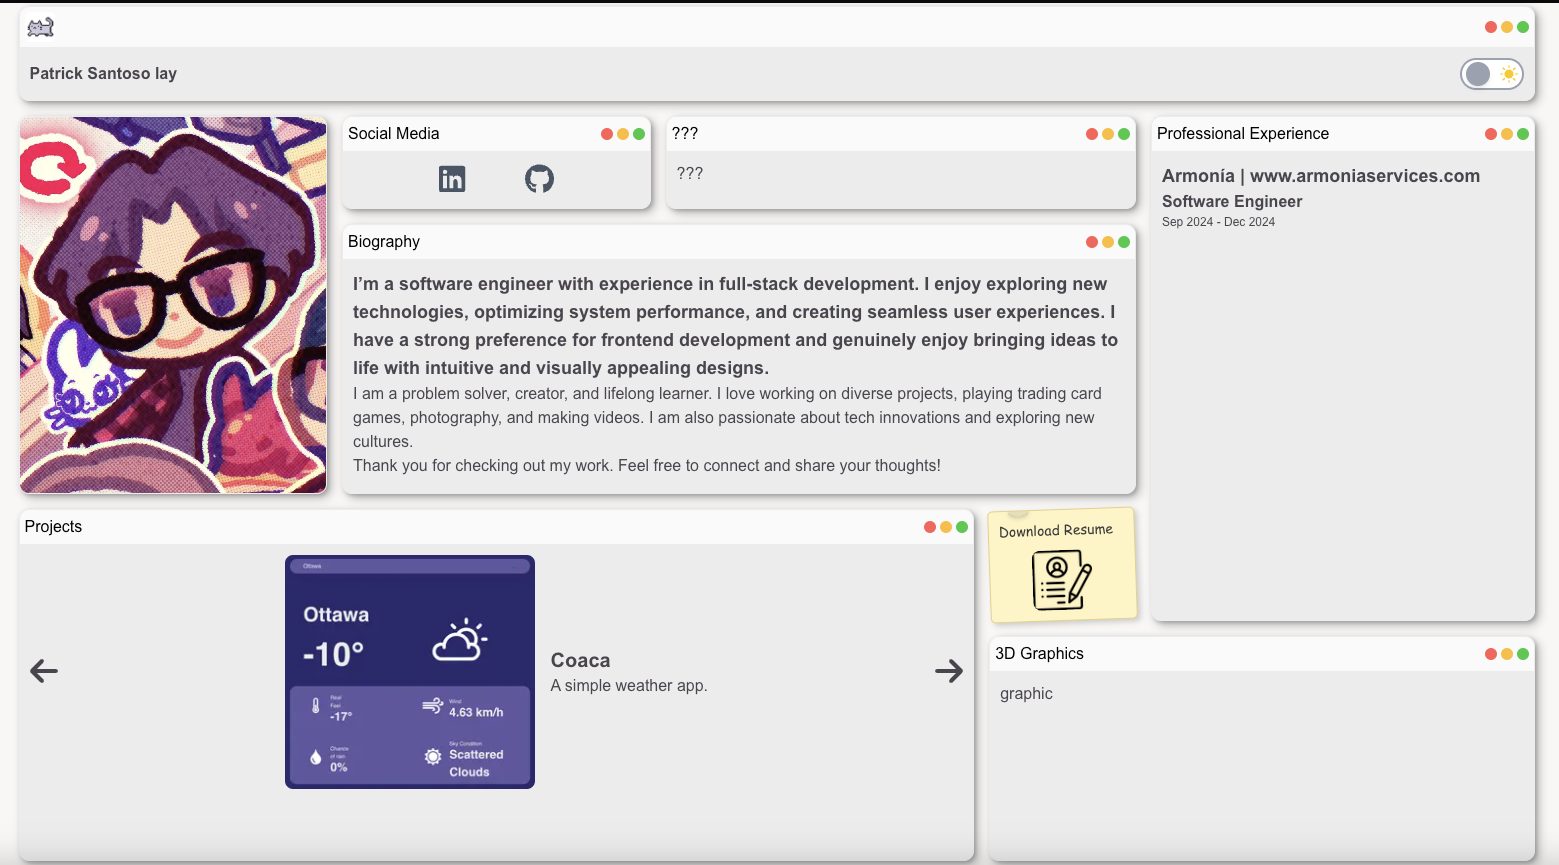 Patrick Santoso lay
Social Media
???
???
Professional Experience
Armonía | www.armoniaservices.com
Software Engineer
Sep 2024 - Dec 2024
Biography
I’m a software engineer with experience in full-stack development. I enjoy exploring new
technologies, optimizing system performance, and creating seamless user experiences. I
have a strong preference for frontend development and genuinely enjoy bringing ideas to
life with intuitive and visually appealing designs.
I am a problem solver, creator, and lifelong learner. I love working on diverse projects, playing trading card
games, photography, and making videos. I am also passionate about tech innovations and exploring new
cultures.
Thank you for checking out my work. Feel free to connect and share your thoughts!
Projects
Ottawa
Ottawa
-10°
Real
Feel
-17°
Wind
4.63 km/h
Chance
of rain
0%
Sky Condition
Scattered
Clouds
Coaca
A simple weather app.
Download Resume
3D Graphics
graphic